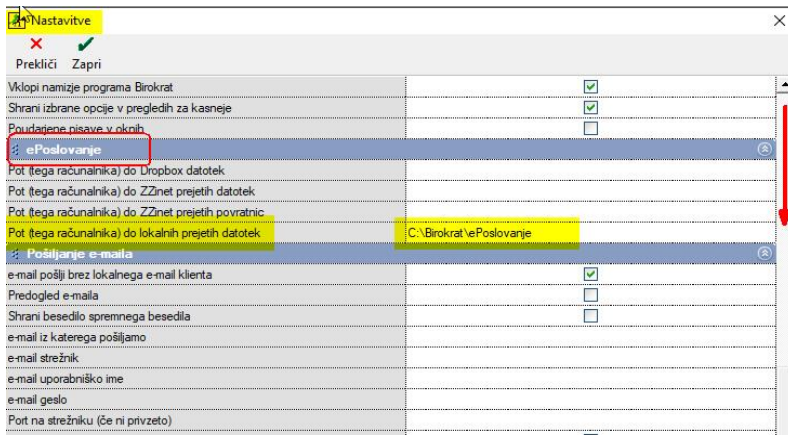 Nastavitve
Prekliči Zapri
Vklopi namizje programa Birokrat
Shrani izbrane opcije v pregledih za kasneje
Poudarjene pisave v oknih
ePoslovanje
Pot (tega računalnika) do Dropbox datotek
Pot (tega računalnika) do ZZinet prejetih datotek
Pot (tega računalnika) do ZZinet prejetih povratnic
Pot (tega računalnika) do lokalnih prejetih datotek C:\Birokrat\ePoslovanje
Pošiljanje e-maila
e-mail pošlji brez lokalnega e-mail klienta
Predogled e-maila
Shrani besedilo spremnega besedila
e-mail iz katerega pošiljamo
e-mail strežnik
e-mail uporabniško ime
e-mail geslo
Port na strežniku (če ni privzeto)